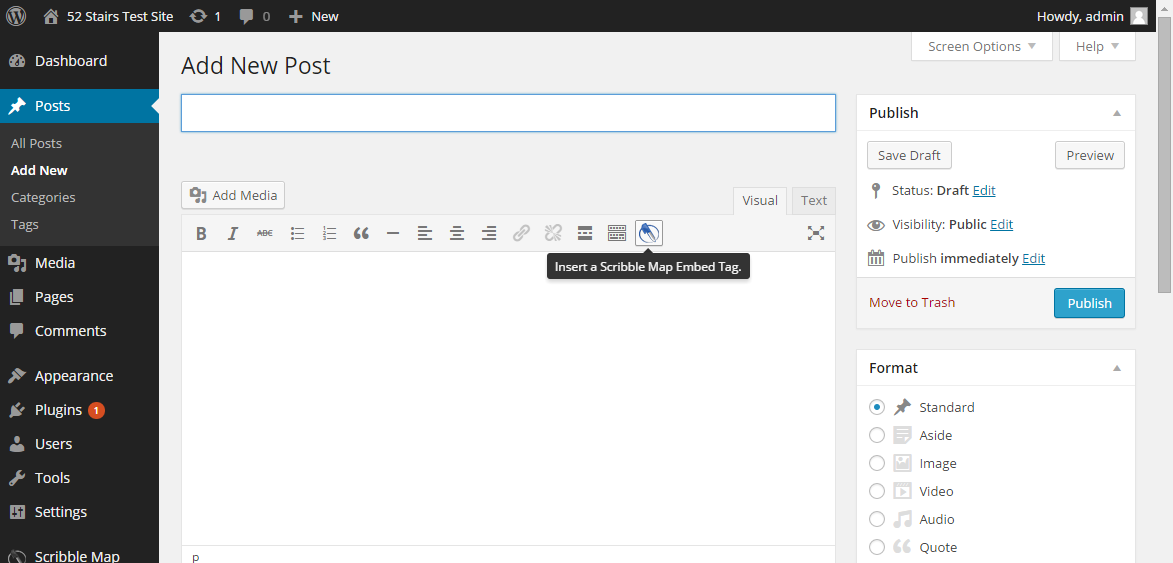 52 Stairs Test Site 1 0 New Howdy, admin
Dashboard
Posts
All Posts
Add New
Categories
Tags
Media
Pages
Comments
Appearance
Plugins 1
Users
Tools
Settings
Scribble Map
Screen Options Help
Add New Post
Add Media
Visual Text
B I ABC
Insert a Scribble Map Embed Tag.
p
Publish
Save Draft Preview
Status: Draft Edit
Visibility: Public Edit
Publish immediately Edit
Move to Trash Publish
Format
Standard
Aside
Image
Video
Audio
Quote